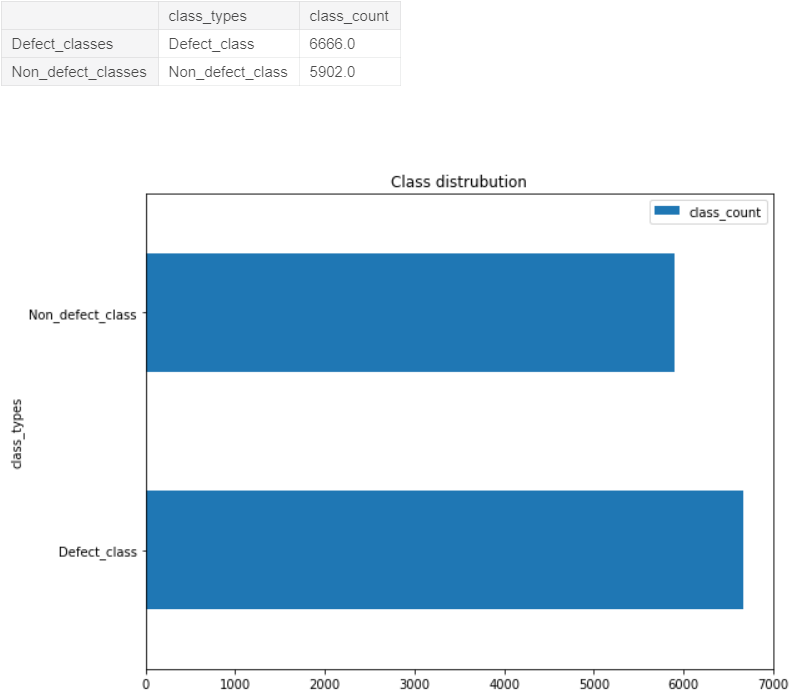 class_types class_count
Defect_classes Defect_class 6666.0
Non_defect_classes Non_defect_class 5902.0
Class distrubution
class_count
Non_defect_class
class_types
Defect_class
0 1000 2000 3000 4000 5000 6000 7000